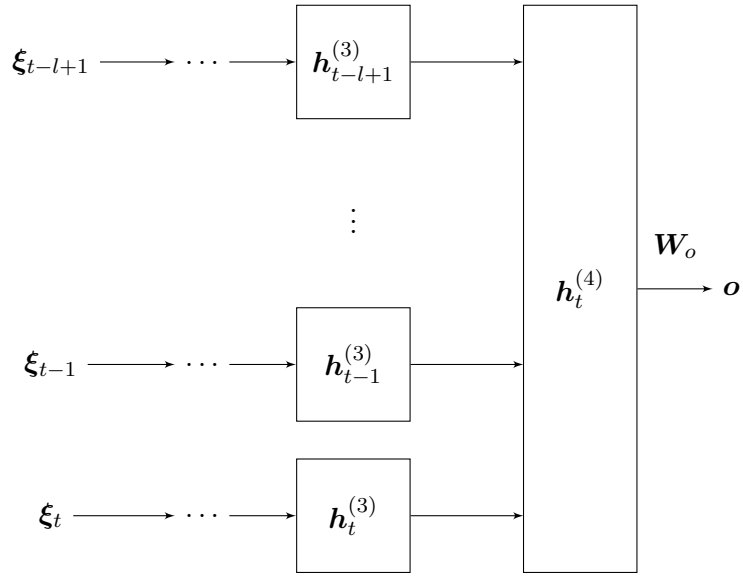 ξ_{t−l+1} ⋯ h^{(3)}_{t−l+1}
⋮
W_o
h^{(4)}_t o
ξ_{t−1} ⋯ h^{(3)}_{t−1}
ξ_t ⋯ h^{(3)}_t